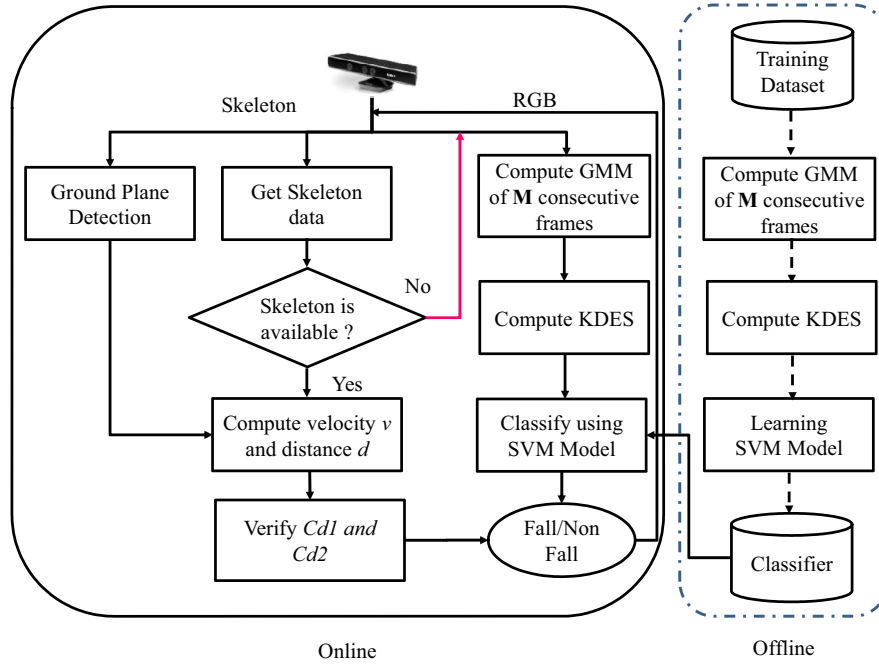 Skeleton
RGB
Ground Plane
Detection
Get Skeleton
data
Compute GMM
of M consecutive
frames
No
Skeleton is
available ?
Compute KDES
Yes
Compute velocity v
and distance d
Classify using
SVM Model
Verify Cd1 and
Cd2
Fall/Non
Fall
Online
Training
Dataset
Compute GMM
of M consecutive
frames
Compute KDES
Learning
SVM Model
Classifier
Offline